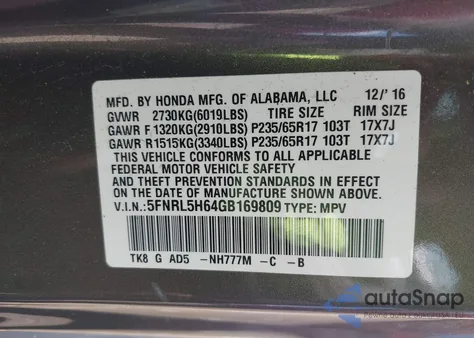 MFD. BY HONDA MFG. OF ALABAMA, LLC 12/'16
GVWR 2730KG(6019LBS) TIRE SIZE RIM SIZE
GAWR F 1320KG(2910LBS) P235/65R17 103T 17X7J
GAWR R1515KG(3340LBS) P235/65R17 103T 17X7J
THIS VEHICLE CONFORMS TO ALL APPLICABLE
FEDERAL MOTOR VEHICLE SAFETY
AND THEFT PREVENTION STANDARDS IN EFFECT
ON THE DATE OF MANUFACTURE SHOWN ABOVE.
V.I.N.: 5FNRL5H64GB169809 TYPE: MPV
TK8 G AD5 -NH777M -C -B
autoSnap